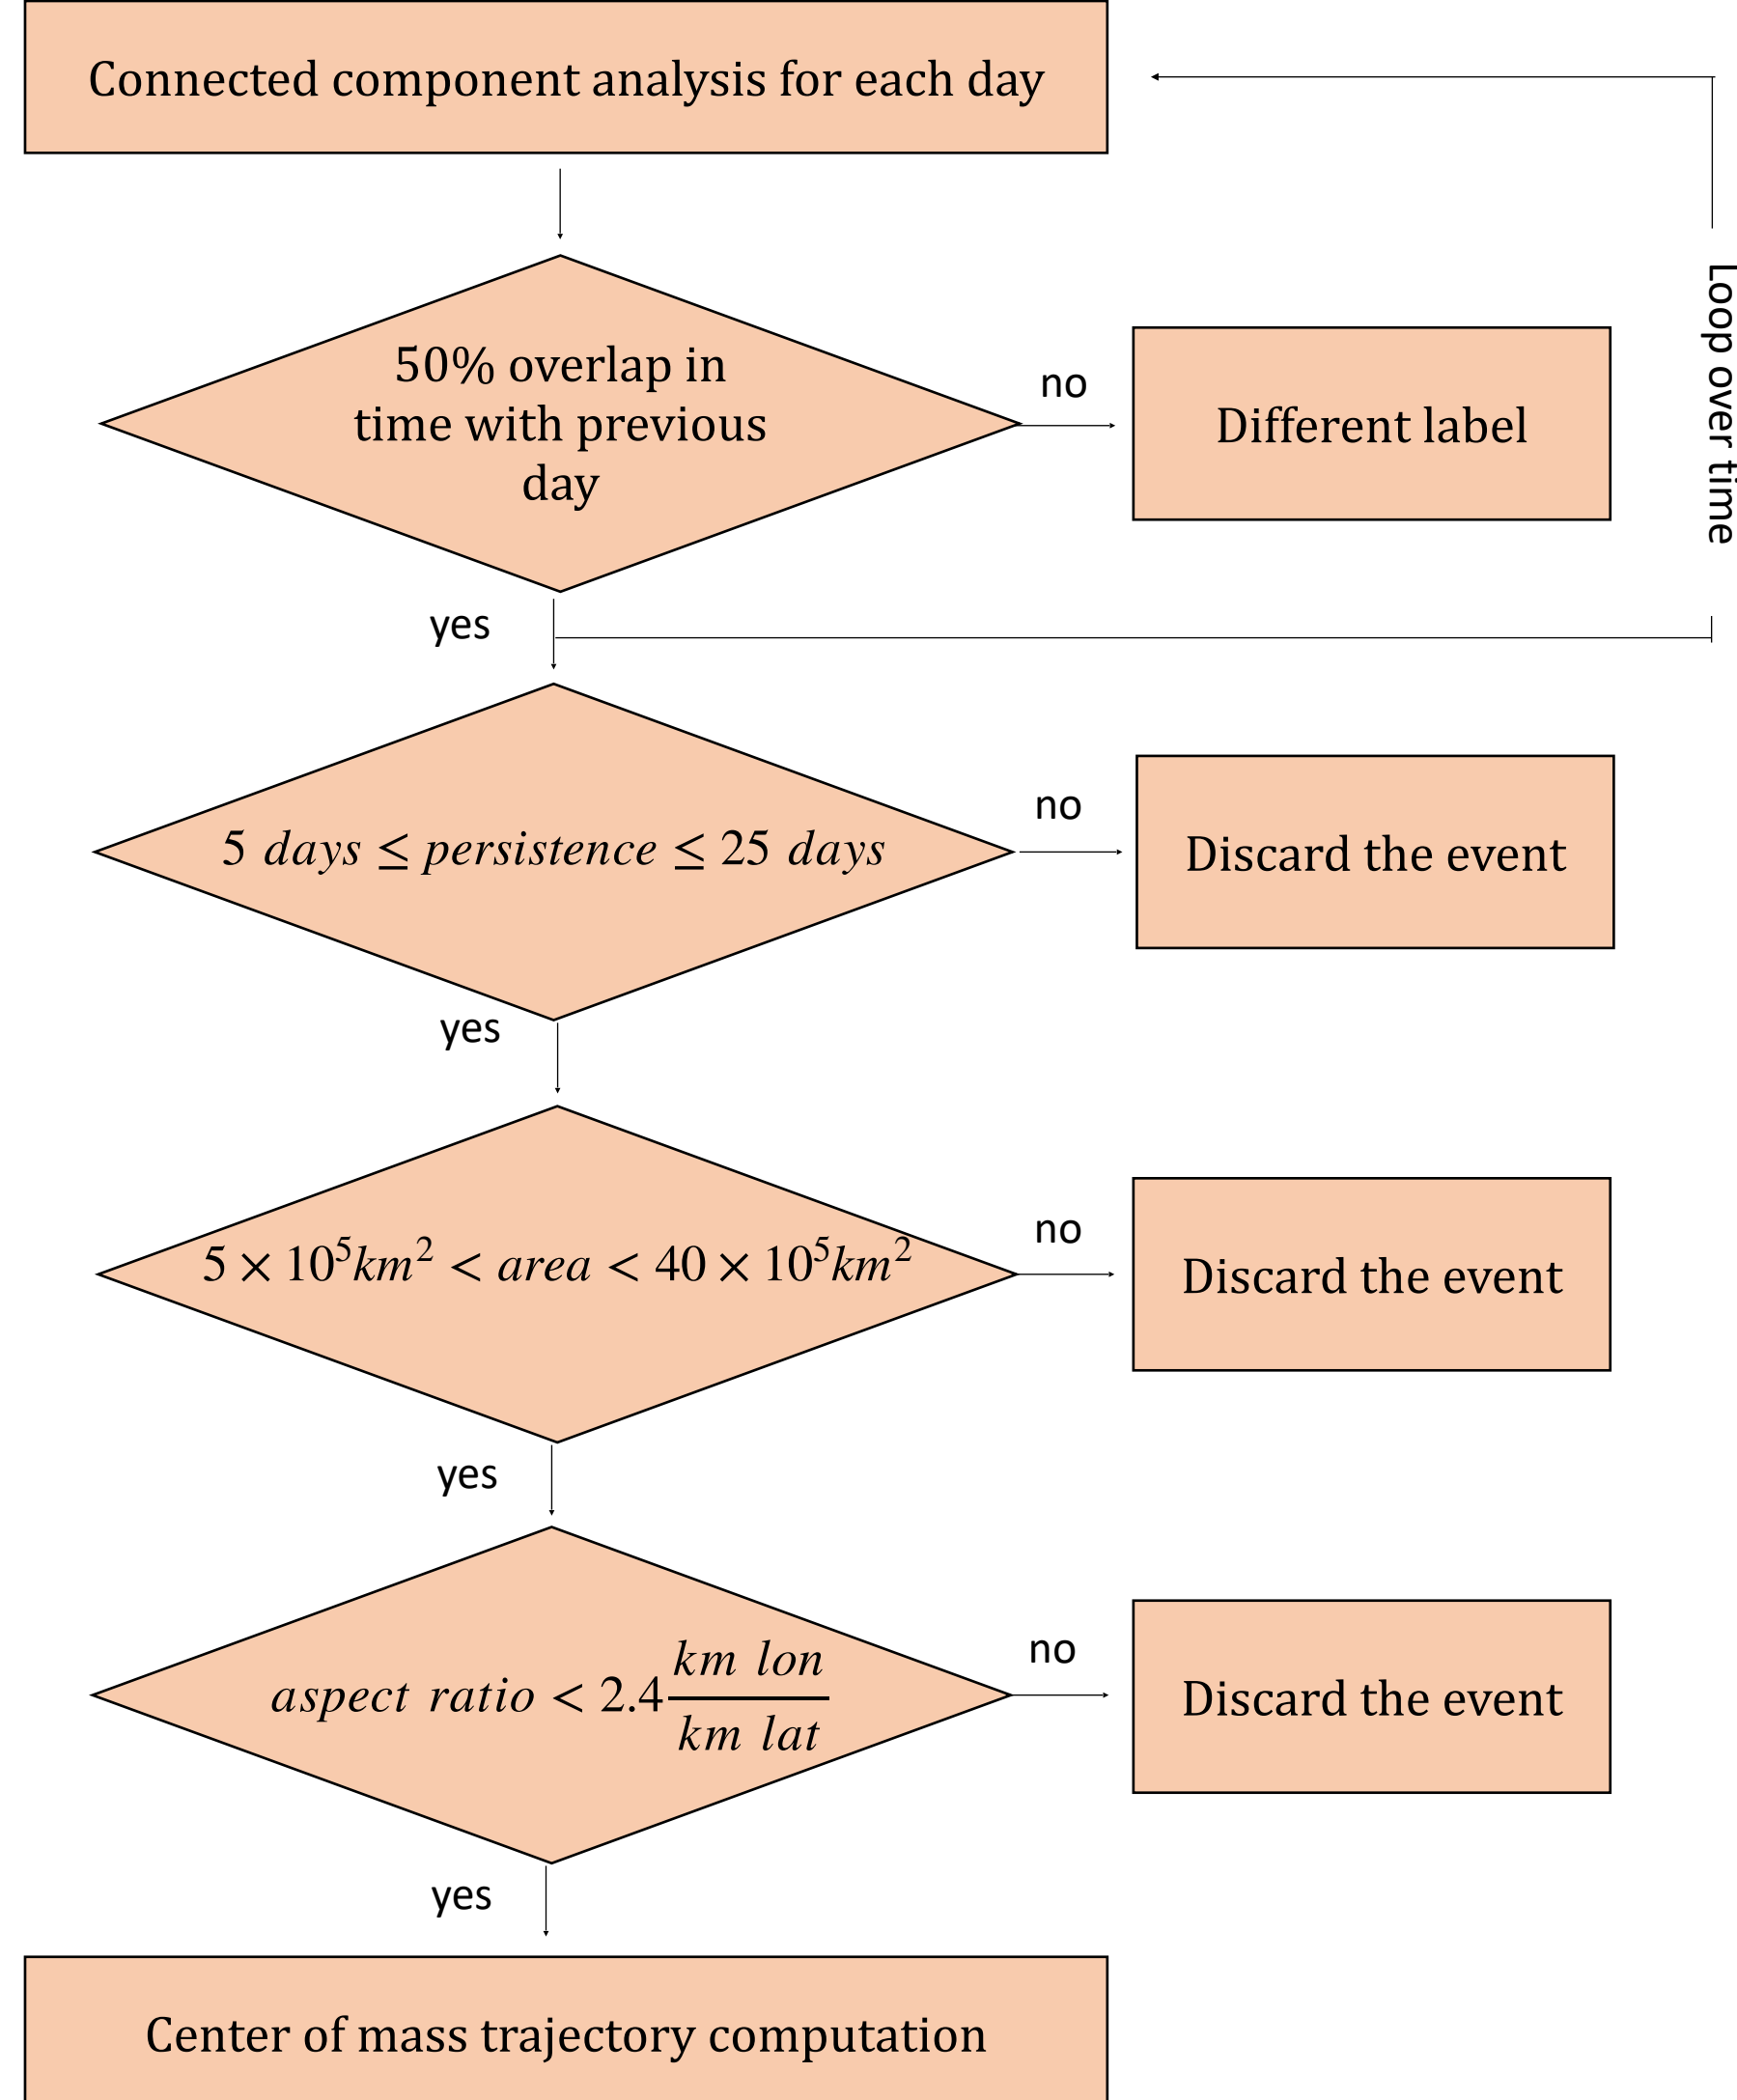 Connected component analysis for each day
50% overlap in
time with previous
day
no
Different label
Loop over time
yes
5 days ≤ persistence ≤ 25 days
no
Discard the event
yes
5 × 10⁵km² < area < 40 × 10⁵km²
no
Discard the event
yes
aspect ratio < 2.4 km lon / km lat
no
Discard the event
yes
Center of mass trajectory computation